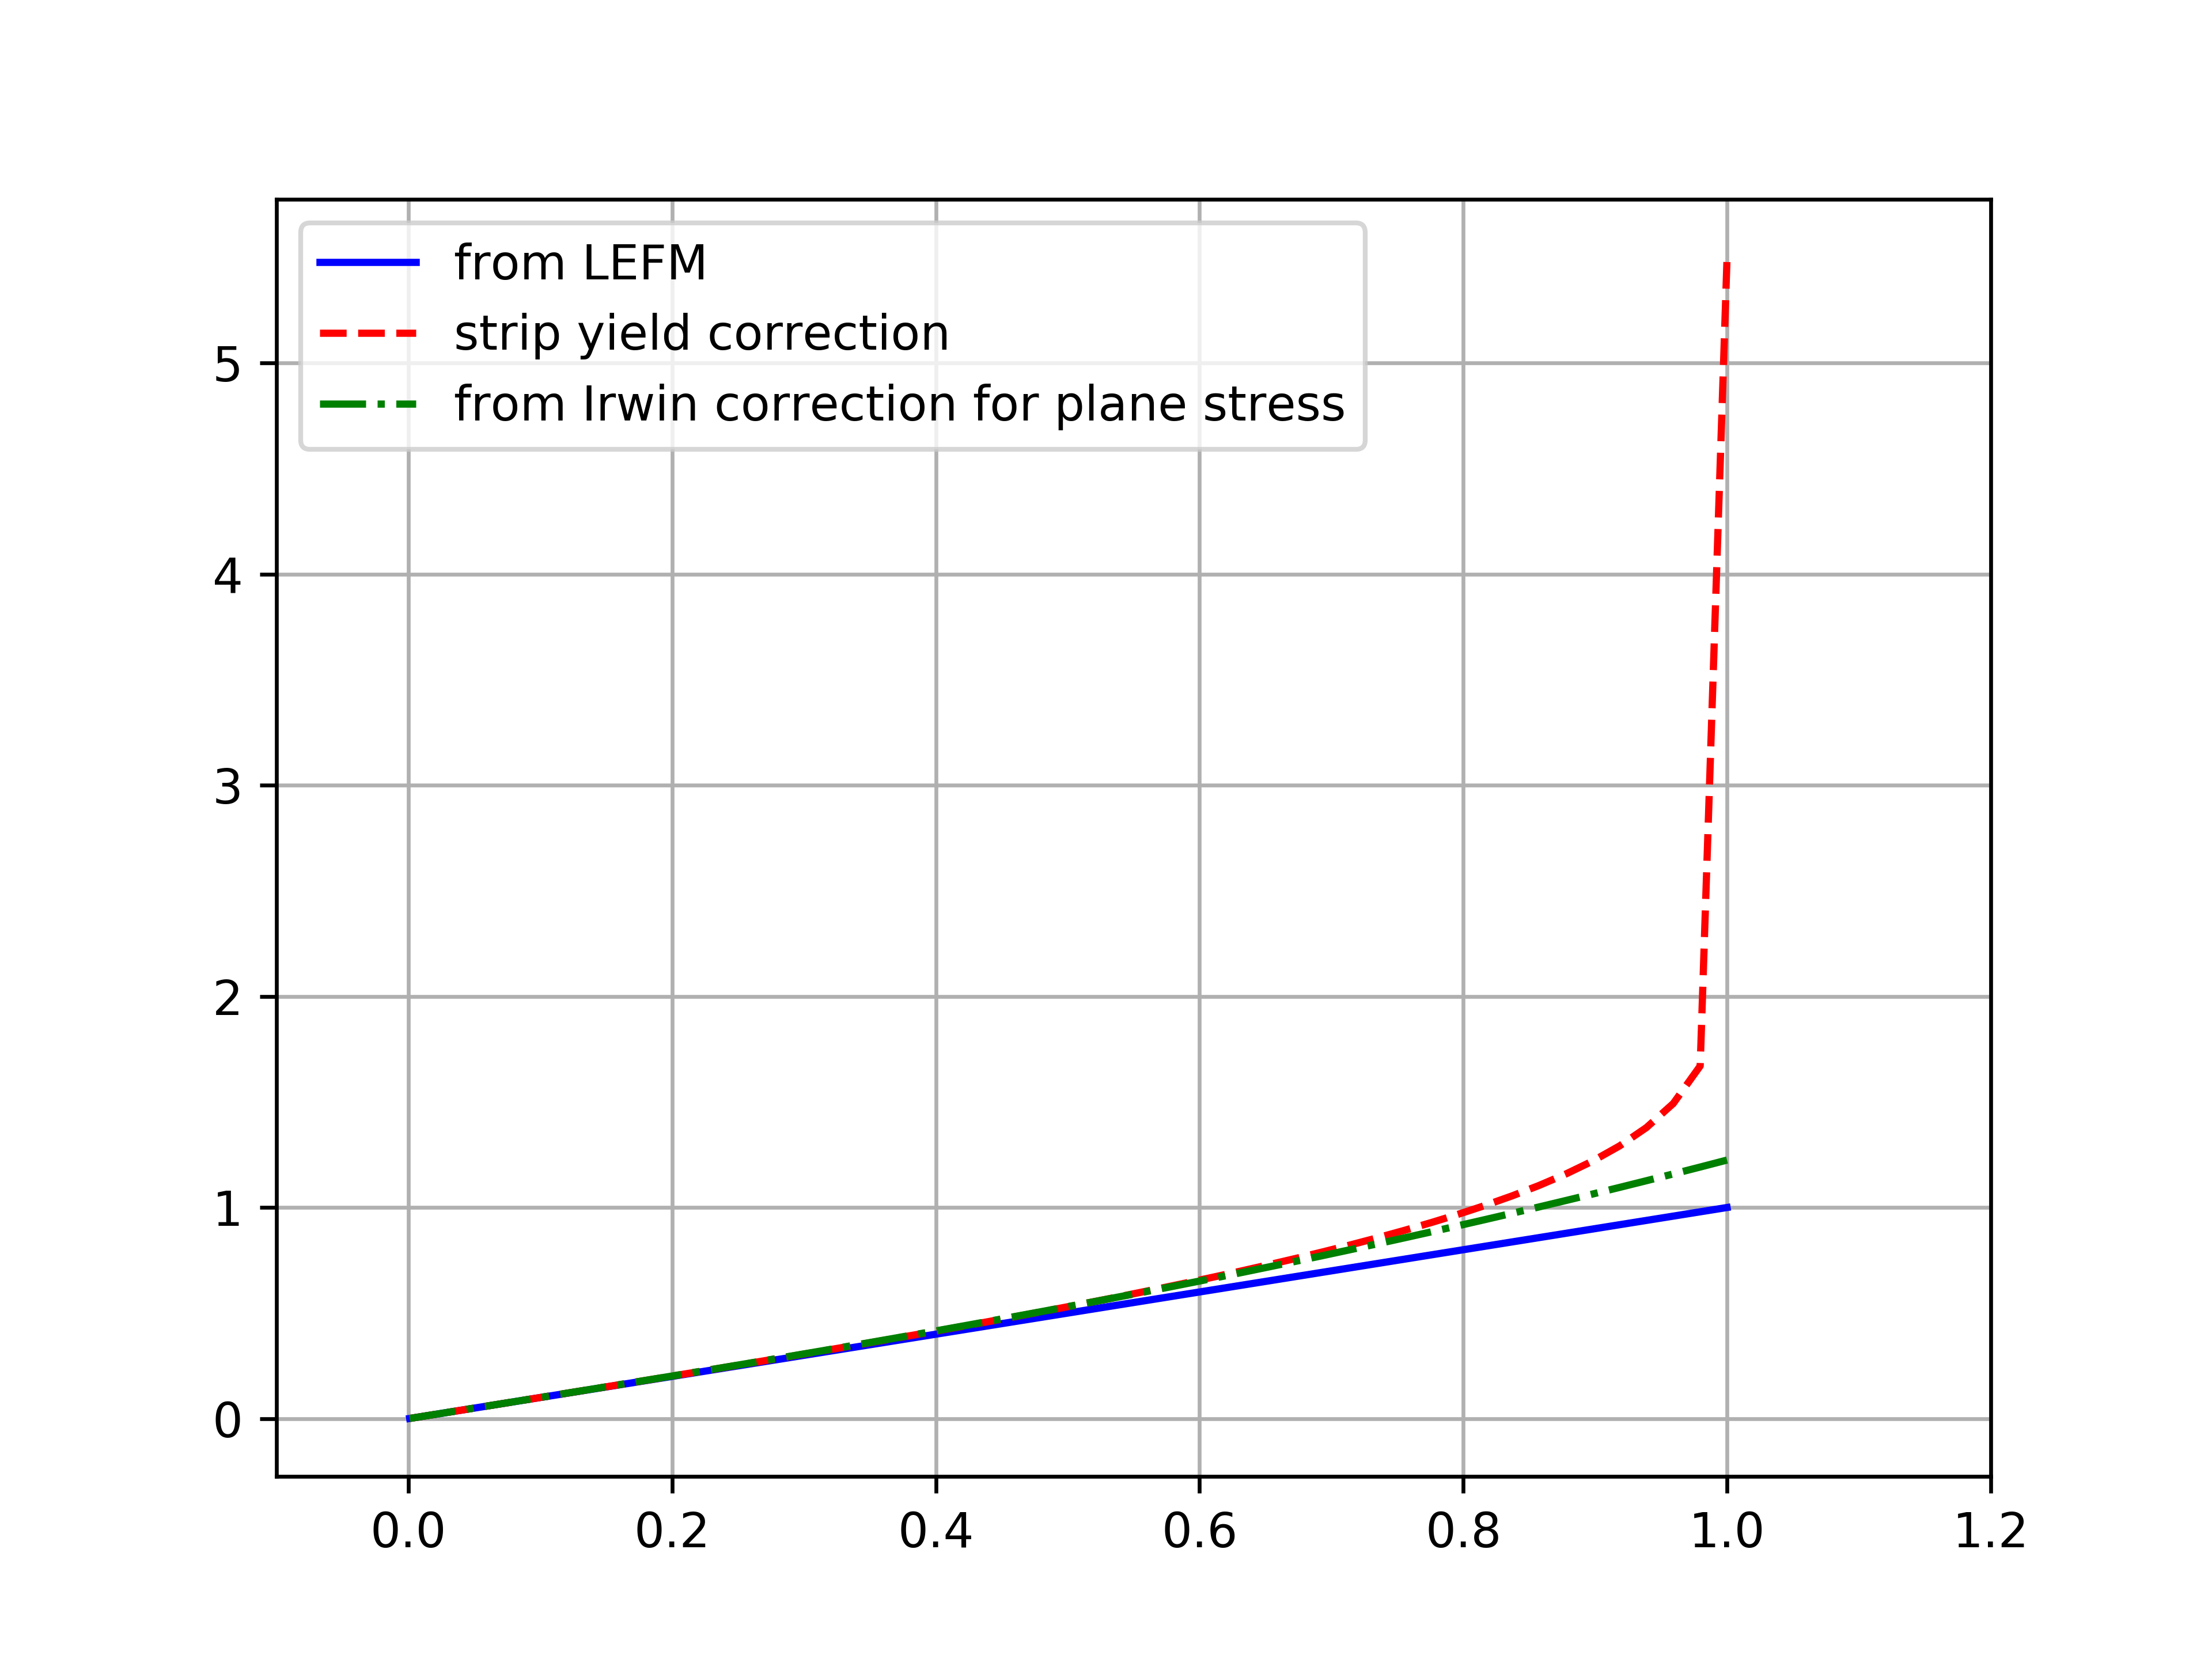 from LEFM
strip yield correction
from Irwin correction for plane stress
5
4
3
2
1
0
0.0 0.2 0.4 0.6 0.8 1.0 1.2